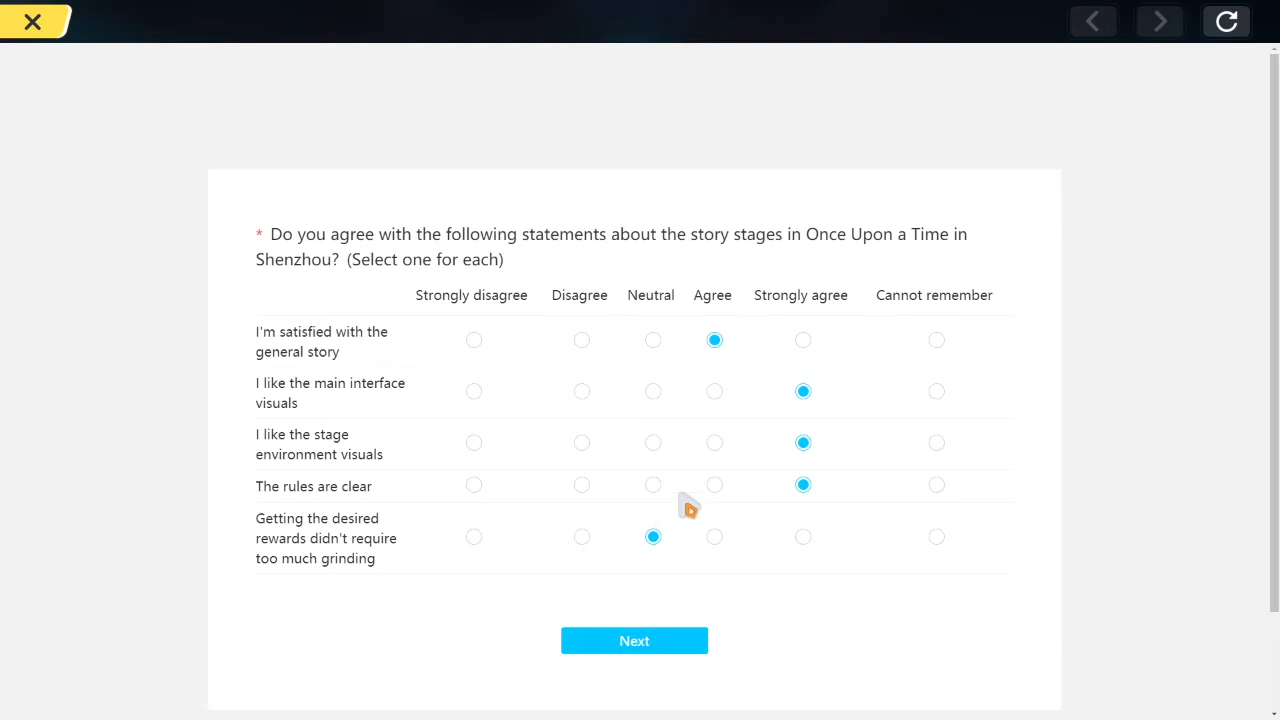 * Do you agree with the following statements about the story stages in Once Upon a Time in
Shenzhou? (Select one for each)
Strongly disagree Disagree Neutral Agree Strongly agree Cannot remember
I'm satisfied with the
general story
I like the main interface
visuals
I like the stage
environment visuals
The rules are clear
Getting the desired
rewards didn't require
too much grinding
Next